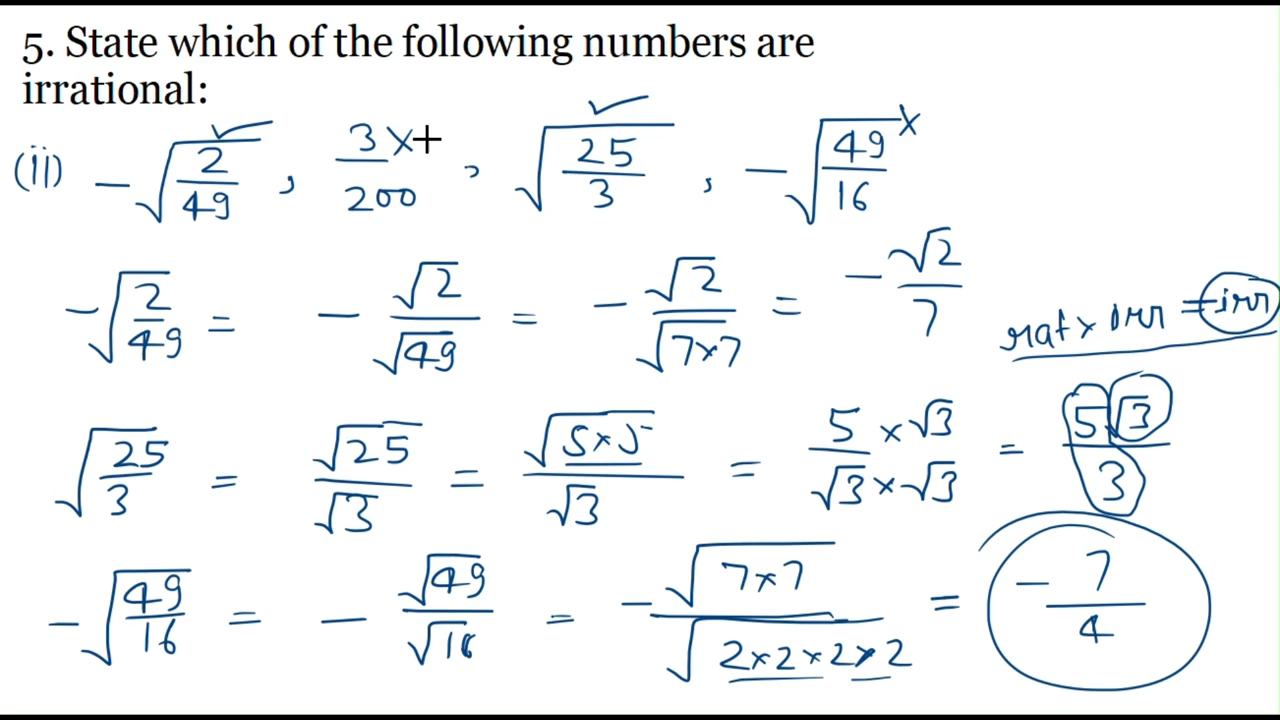 5. State which of the following numbers are
irrational:
(ii) -√(2/49) ✓, 3/200 ×, √(25/3) ✓, -√(49/16) ×
-√(2/49) = -√2/√49 = -√2/√(7×7) = -√2/7
rat × irr = irr
√(25/3) = √25/√3 = √(5×5)/√3 = (5×√3)/(√3×√3) = 5√3/3
-√(49/16) = -√49/√16 = -√(7×7)/√(2×2×2×2) = -7/4